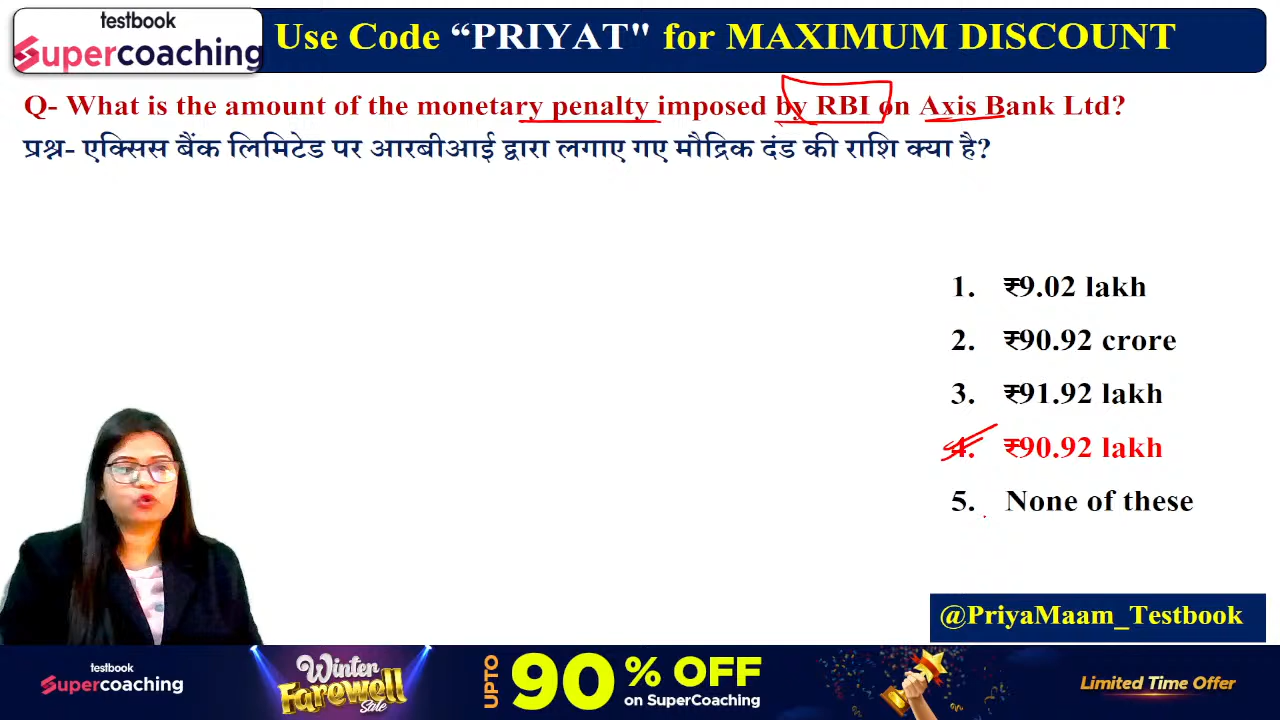 testbook
Supercoaching
Use Code “PRIYAT" for MAXIMUM DISCOUNT
Q- What is the amount of the monetary penalty imposed by RBI on Axis Bank Ltd?
प्रश्न- एक्सिस बैंक लिमिटेड पर आरबीआई द्वारा लगाए गए मौद्रिक दंड की राशि क्या है?
1. ₹9.02 lakh
2. ₹90.92 crore
3. ₹91.92 lakh
4. ₹90.92 lakh
5. None of these
@PriyaMaam_Testbook
testbook
Supercoaching
Winter
Farewell
Sale
UPTO 90 % OFF
on SuperCoaching
Limited Time Offer